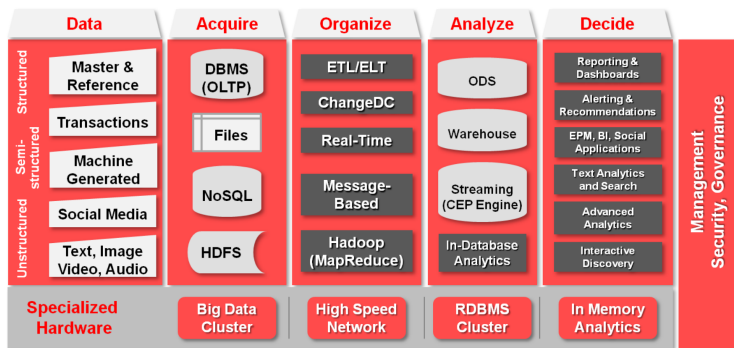 Data
Acquire
Organize
Analyze
Decide
Structured
Semi-
structured
Unstructured
Master &
Reference
Transactions
Machine
Generated
Social Media
Text, Image
Video, Audio
DBMS
(OLTP)
Files
NoSQL
HDFS
ETL/ELT
ChangeDC
Real-Time
Message-
Based
Hadoop
(MapReduce)
ODS
Warehouse
Streaming
(CEP Engine)
In-Database
Analytics
Reporting &
Dashboards
Alerting &
Recommendations
EPM, BI, Social
Applications
Text Analytics
and Search
Advanced
Analytics
Interactive
Discovery
Management
Security, Governance
Specialized
Hardware
Big Data
Cluster
High Speed
Network
RDBMS
Cluster
In Memory
Analytics